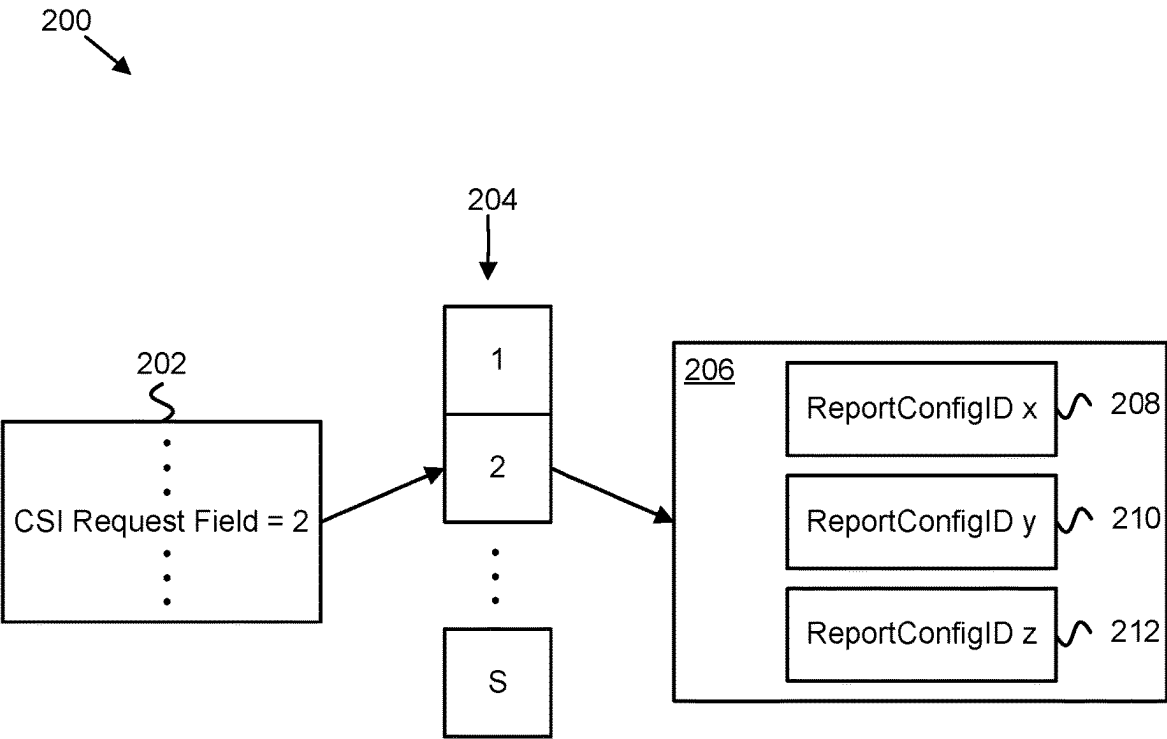 200
204
1
202
206
ReportConfigID x
208
2
CSI Request Field = 2
ReportConfigID y
210
ReportConfigID z
212
S